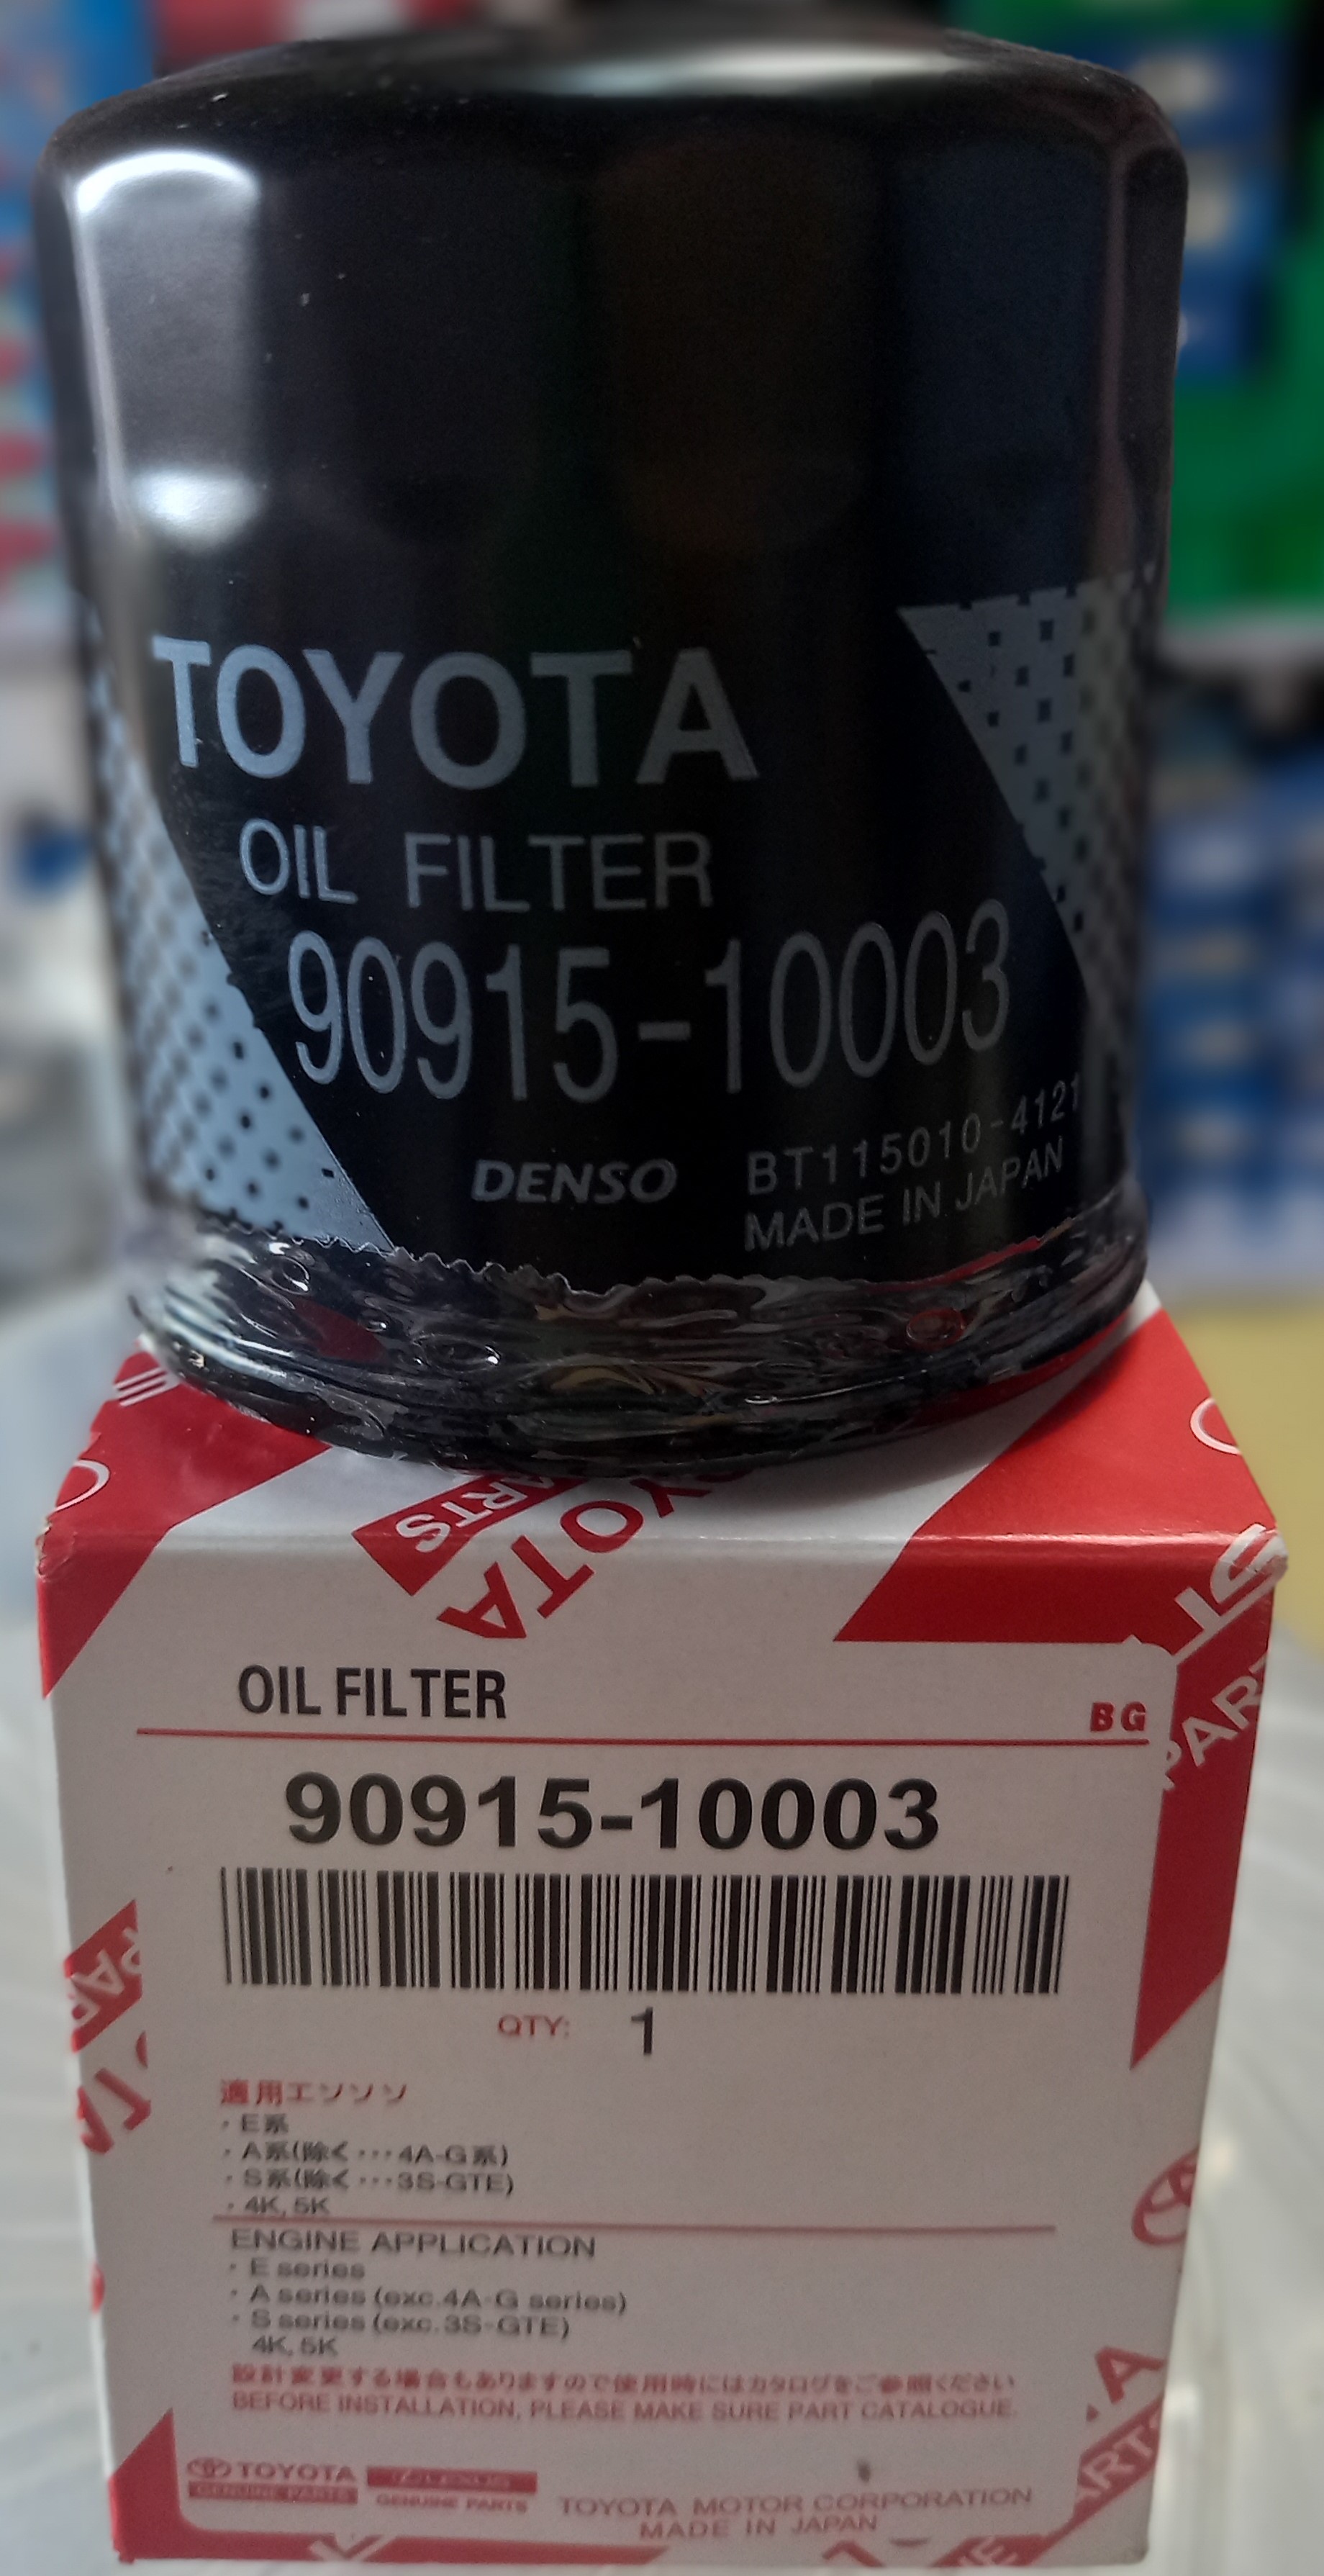 TOYOTA
OIL FILTER
90915-10003
DENSO
BT115010-4121
MADE IN JAPAN
PARTS
TOYOTA
OIL FILTER
BG
90915-10003
QTY: 1
適用エンソソ
・E系
・A系(除く…4A-G系)
・S系(除く…3S-GTE)
・4K, 5K
ENGINE APPLICATION
・E series
・A series (exc.4A-G series)
・S series (exc.3S-GTE)
4K, 5K
設計変更する場合もありますので使用時にはカタログをご参照ください
BEFORE INSTALLATION, PLEASE MAKE SURE PART CATALOGUE.
TOYOTA
GENUINE PARTS
LEXUS
GENUINE PARTS
TOYOTA MOTOR CORPORATION
MADE IN JAPAN